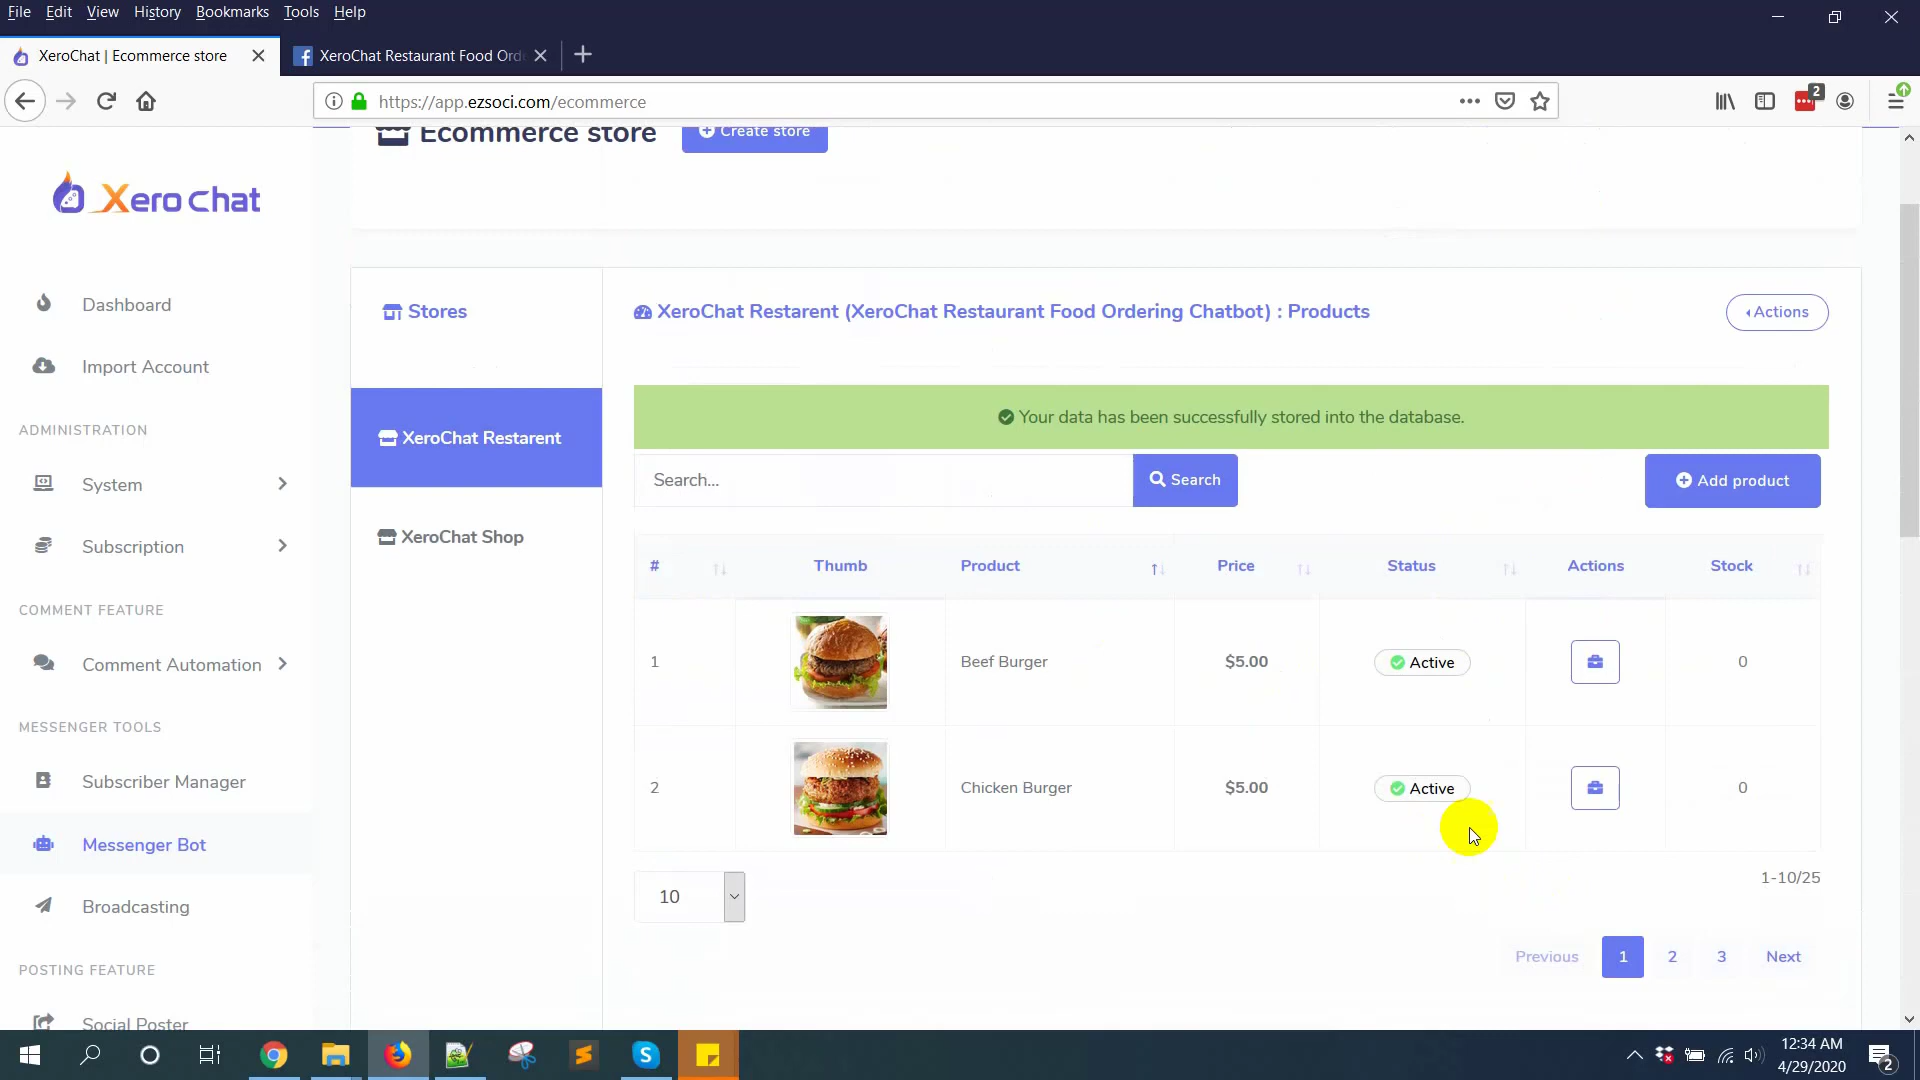 File Edit View History Bookmarks Tools Help
XeroChat | Ecommerce store
XeroChat Restaurant Food Ord
https://app.ezsoci.com/ecommerce
2
Xero Chat
Ecommerce store
Create store
Dashboard
Import Account
ADMINISTRATION
System
Subscription
COMMENT FEATURE
Comment Automation
MESSENGER TOOLS
Subscriber Manager
Messenger Bot
Broadcasting
POSTING FEATURE
Social Poster
Stores
XeroChat Restarent
XeroChat Shop
XeroChat Restarent (XeroChat Restaurant Food Ordering Chatbot) : Products
Actions
Your data has been successfully stored into the database.
Search...
Search
Add product
# Thumb Product Price Status Actions Stock
1 Beef Burger $5.00 Active 0
2 Chicken Burger $5.00 Active 0
10
1-10/25
Previous 1 2 3 Next
12:34 AM
4/29/2020
2